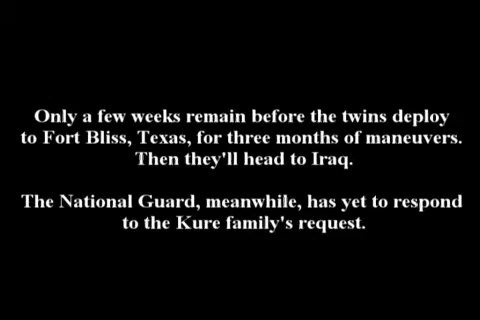 Only a few weeks remain before the twins deploy
to Fort Bliss, Texas, for three months of maneuvers.
Then they'll head to Iraq.
The National Guard, meanwhile, has yet to respond
to the Kure family's request.